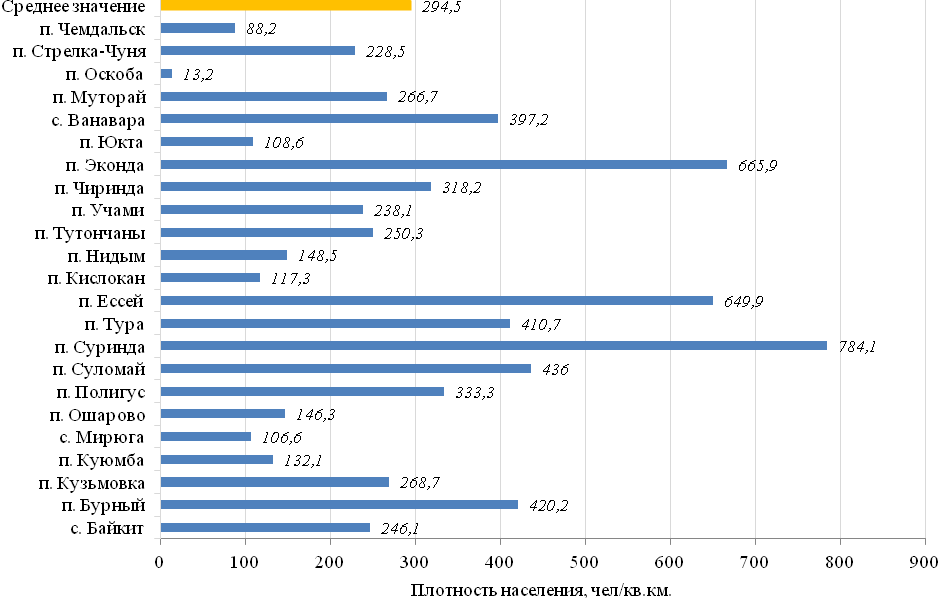 Среднее значение 294,5
п. Чемдальск 88,2
п. Стрелка-Чуня 228,5
п. Оскоба 13,2
п. Муторай 266,7
с. Ванавара 397,2
п. Юкта 108,6
п. Эконда 665,9
п. Чиринда 318,2
п. Учами 238,1
п. Тутончаны 250,3
п. Нидым 148,5
п. Кислокан 117,3
п. Ессей 649,9
п. Тура 410,7
п. Суринда 784,1
п. Суломай 436
п. Полигус 333,3
п. Ошарово 146,3
с. Мирюга 106,6
п. Куюмба 132,1
п. Кузьмовка 268,7
п. Бурный 420,2
с. Байкит 246,1
0 100 200 300 400 500 600 700 800 900
Плотность населения, чел/кв.км.